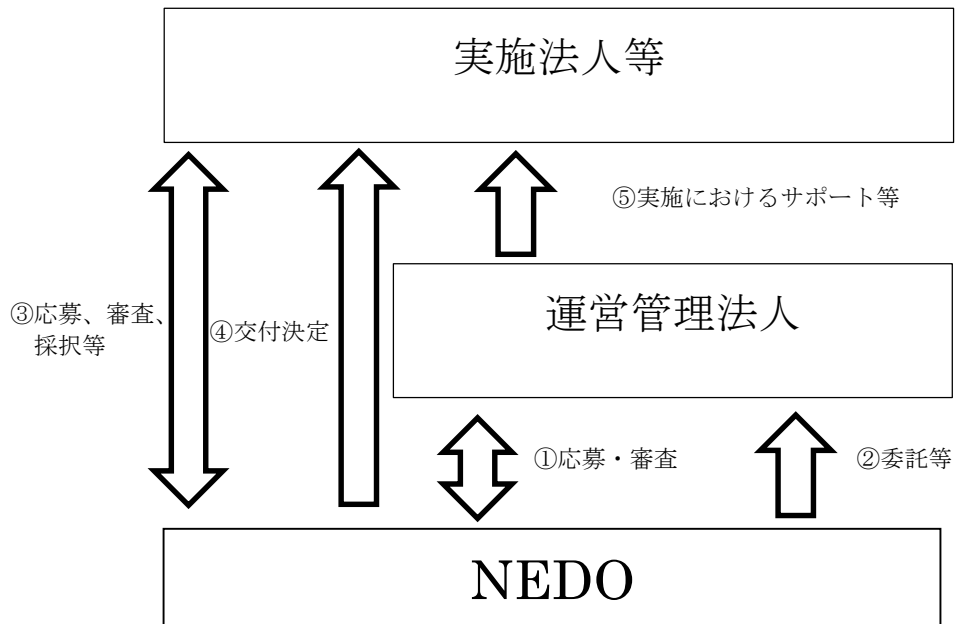 実施法人等
⑤実施におけるサポート等
③応募、審査、
採択等
④交付決定
運営管理法人
①応募・審査
②委託等
NEDO